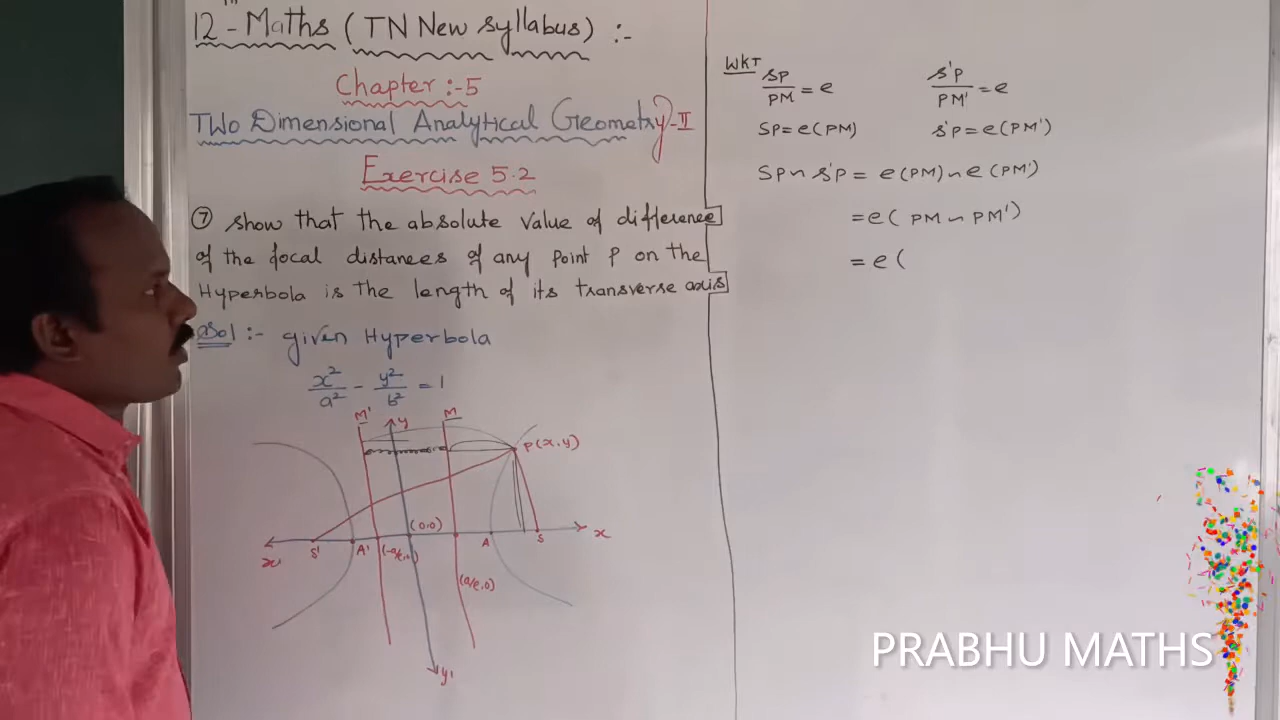 12th - Maths (TN New syllabus) :-
Chapter :-5
Two Dimensional Analytical Geometry-II
Exercise 5.2
⑦ show that the absolute value of difference
of the focal distances of any point P on the
Hyperbola is the length of its transverse axis
Sol :- given Hyperbola
x²/a² - y²/b² = 1
M' y M
P(x,y)
(0,0)
x' S' A' (-a/e,0) A S x
(a/e,0)
y'
WKT SP/PM = e S'P/PM' = e
SP = e(PM) S'P = e(PM')
SP ~ S'P = e(PM) ~ e(PM')
= e( PM ~ PM')
= e(
PRABHU MATHS